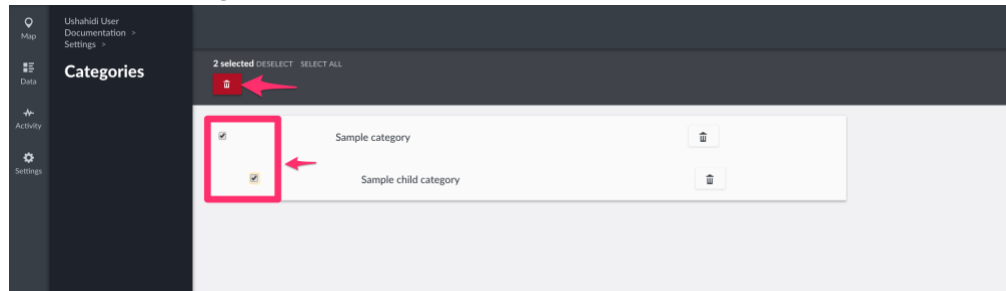 Map
Data
Activity
Settings
Ushahidi User
Documentation >
Settings >
Categories
2 selected DESELECT SELECT ALL
Sample category
Sample child category